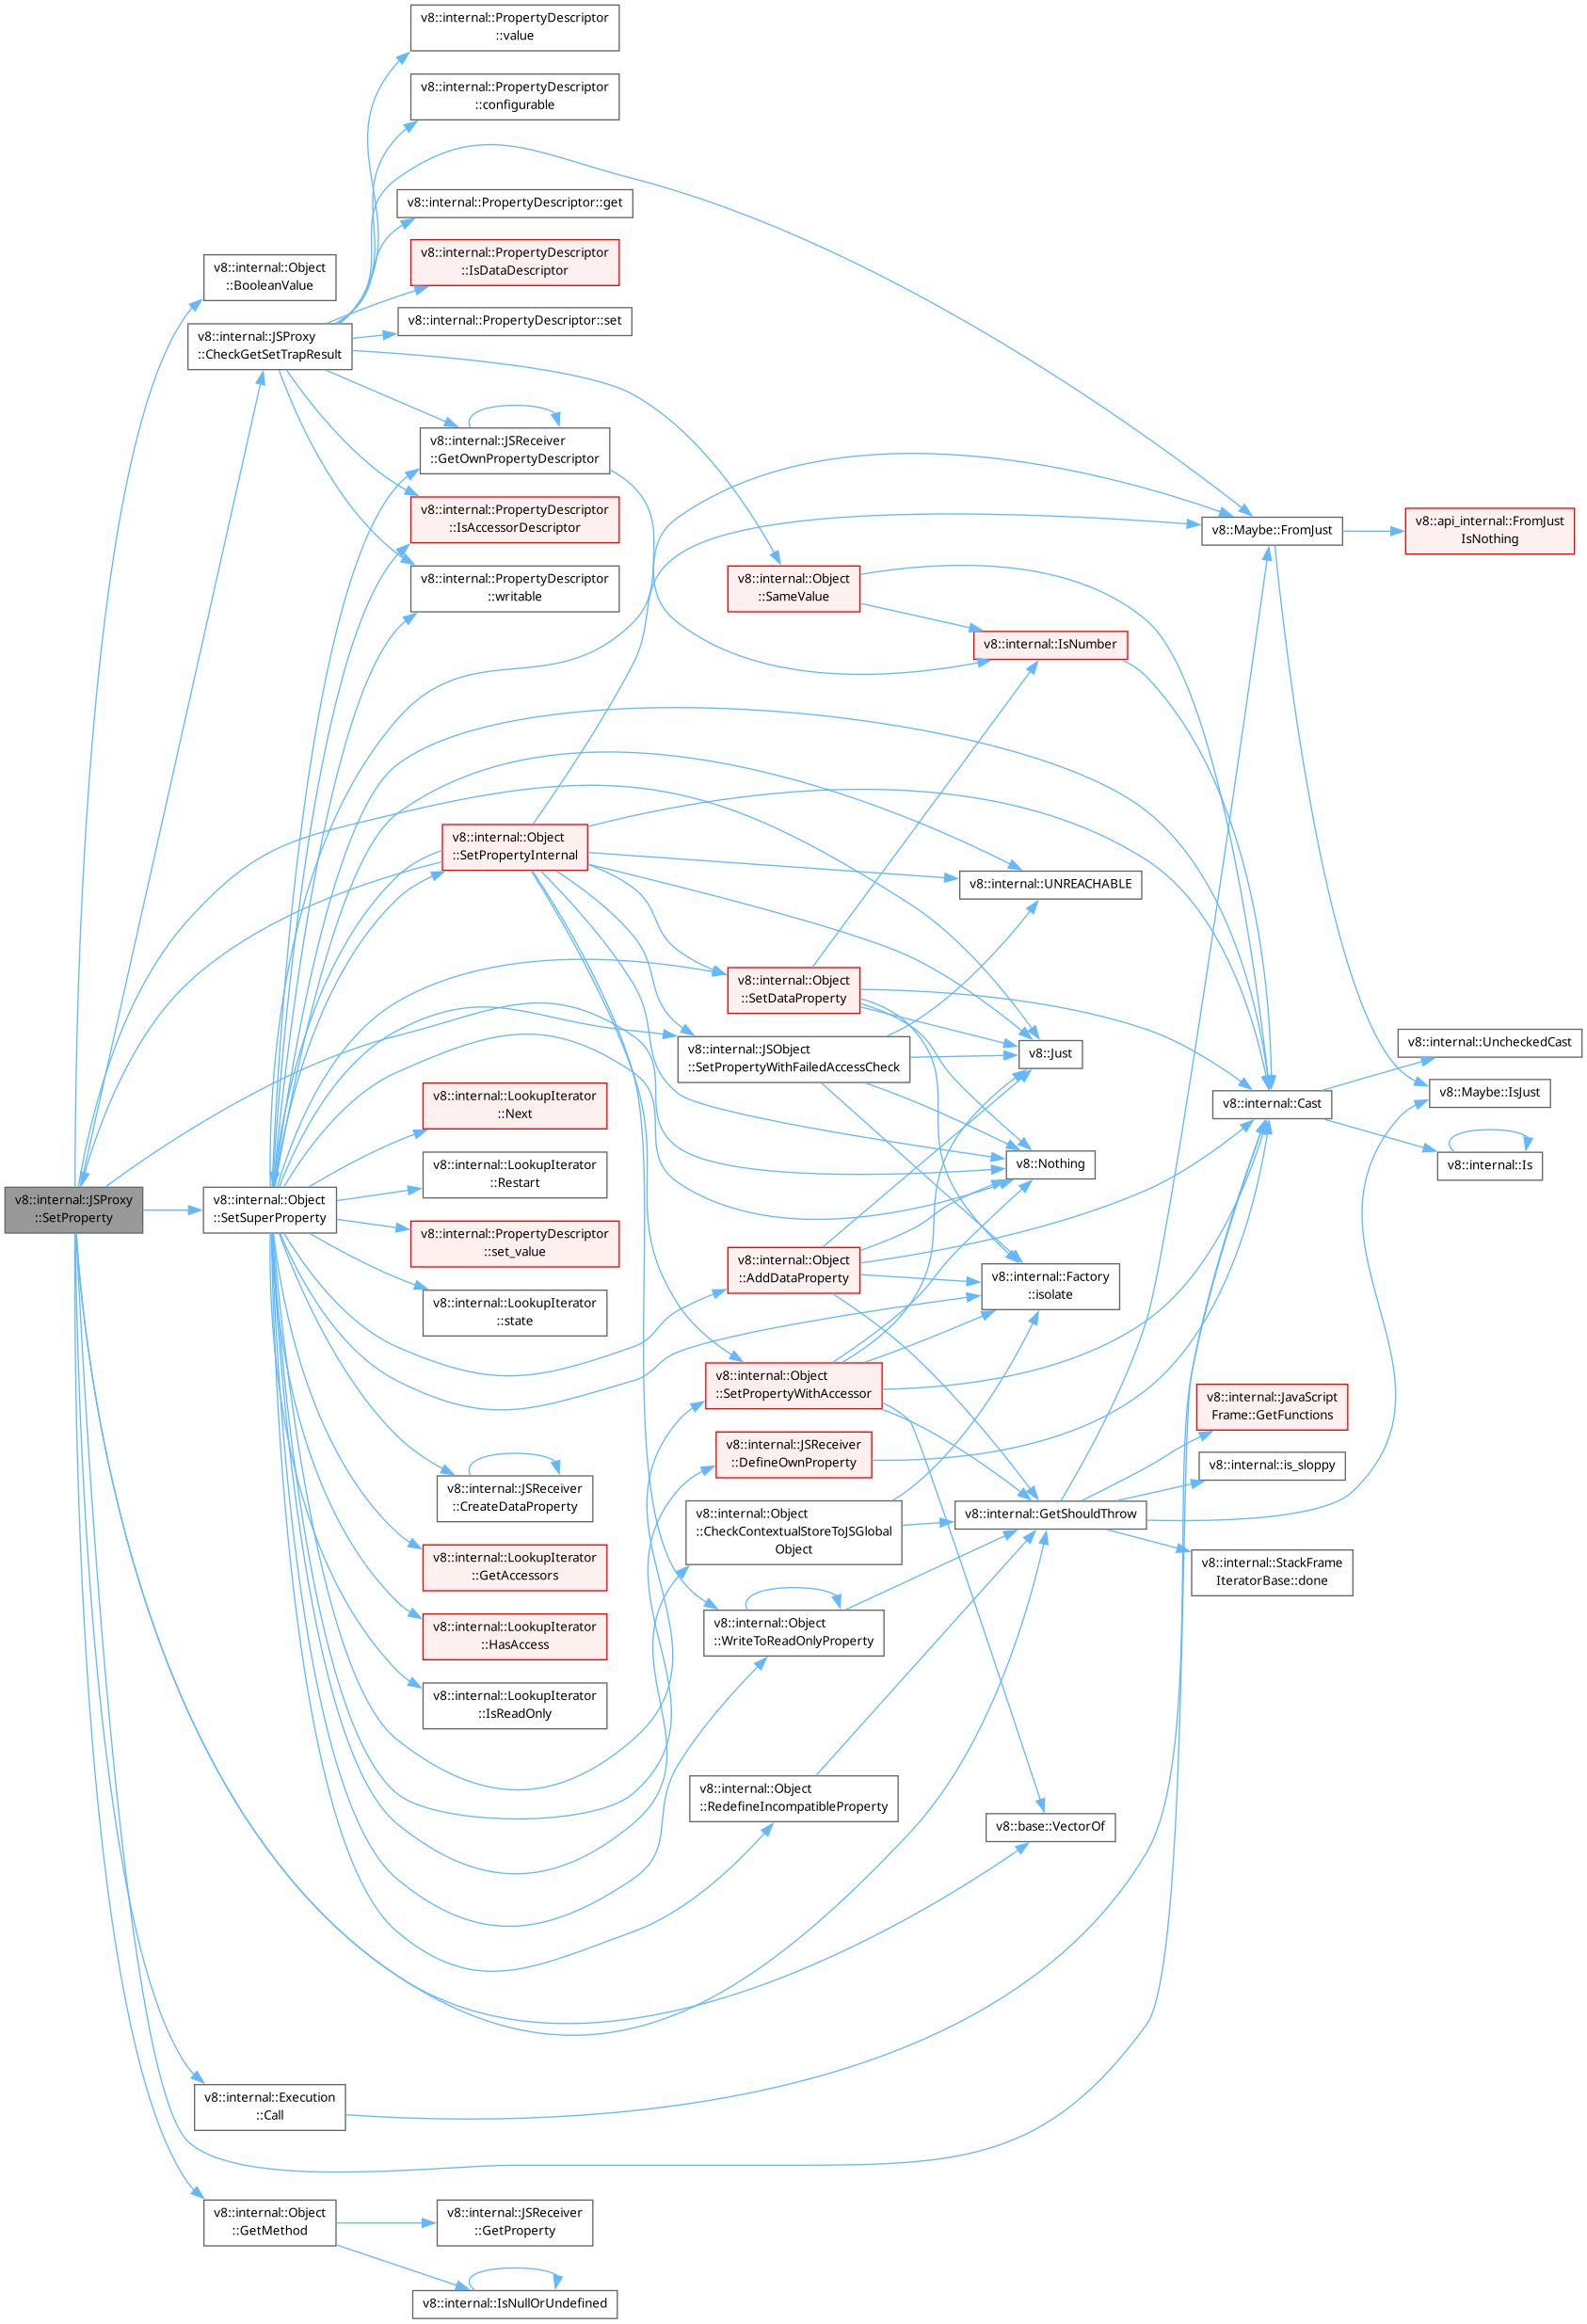 v8::internal::PropertyDescriptor
::value
v8::internal::PropertyDescriptor
::configurable
v8::internal::PropertyDescriptor::get
v8::internal::PropertyDescriptor
::IsDataDescriptor
v8::internal::Object
::BooleanValue
v8::internal::PropertyDescriptor::set
v8::internal::JSProxy
::CheckGetSetTrapResult
v8::internal::JSReceiver
::GetOwnPropertyDescriptor
v8::internal::PropertyDescriptor
::IsAccessorDescriptor
v8::Maybe::FromJust
v8::api_internal::FromJust
IsNothing
v8::internal::PropertyDescriptor
::writable
v8::internal::Object
::SameValue
v8::internal::IsNumber
v8::internal::Object
::SetPropertyInternal
v8::internal::UNREACHABLE
v8::internal::Object
::SetDataProperty
v8::internal::JSObject
::SetPropertyWithFailedAccessCheck
v8::Just
v8::internal::UncheckedCast
v8::Maybe::IsJust
v8::internal::Cast
v8::internal::LookupIterator
::Next
v8::Nothing
v8::internal::Is
v8::internal::LookupIterator
::Restart
v8::internal::JSProxy
::SetProperty
v8::internal::Object
::SetSuperProperty
v8::internal::PropertyDescriptor
::set_value
v8::internal::Object
::AddDataProperty
v8::internal::Factory
::isolate
v8::internal::LookupIterator
::state
v8::internal::Object
::SetPropertyWithAccessor
v8::internal::JavaScript
Frame::GetFunctions
v8::internal::JSReceiver
::DefineOwnProperty
v8::internal::is_sloppy
v8::internal::JSReceiver
::CreateDataProperty
v8::internal::Object
::CheckContextualStoreToJSGlobal
Object
v8::internal::GetShouldThrow
v8::internal::LookupIterator
::GetAccessors
v8::internal::StackFrame
IteratorBase::done
v8::internal::LookupIterator
::HasAccess
v8::internal::Object
::WriteToReadOnlyProperty
v8::internal::LookupIterator
::IsReadOnly
v8::internal::Object
::RedefineIncompatibleProperty
v8::base::VectorOf
v8::internal::Execution
::Call
v8::internal::Object
::GetMethod
v8::internal::JSReceiver
::GetProperty
v8::internal::IsNullOrUndefined